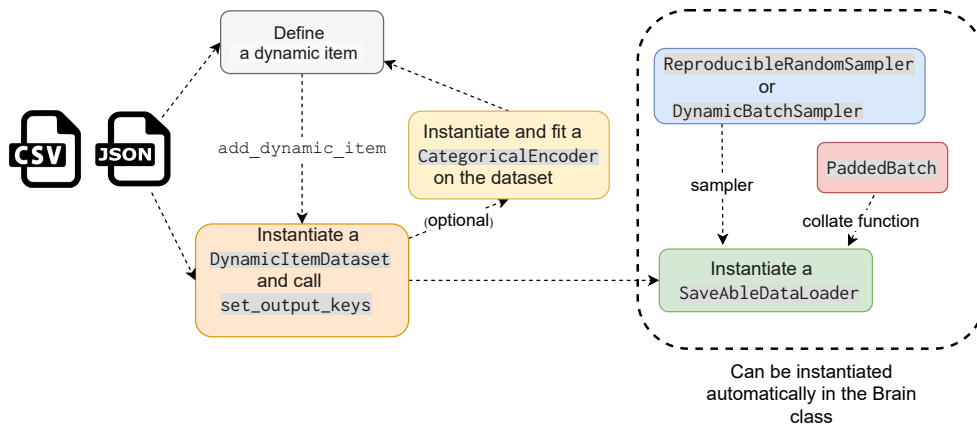 Define
a dynamic item
CSV
JSON
add_dynamic_item
Instantiate and fit a
CategoricalEncoder
on the dataset
(optional)
Instantiate a
DynamicItemDataset
and call
set_output_keys
ReproducibleRandomSampler
or
DynamicBatchSampler
sampler
PaddedBatch
collate function
Instantiate a
SaveAbleDataLoader
Can be instantiated
automatically in the Brain
class